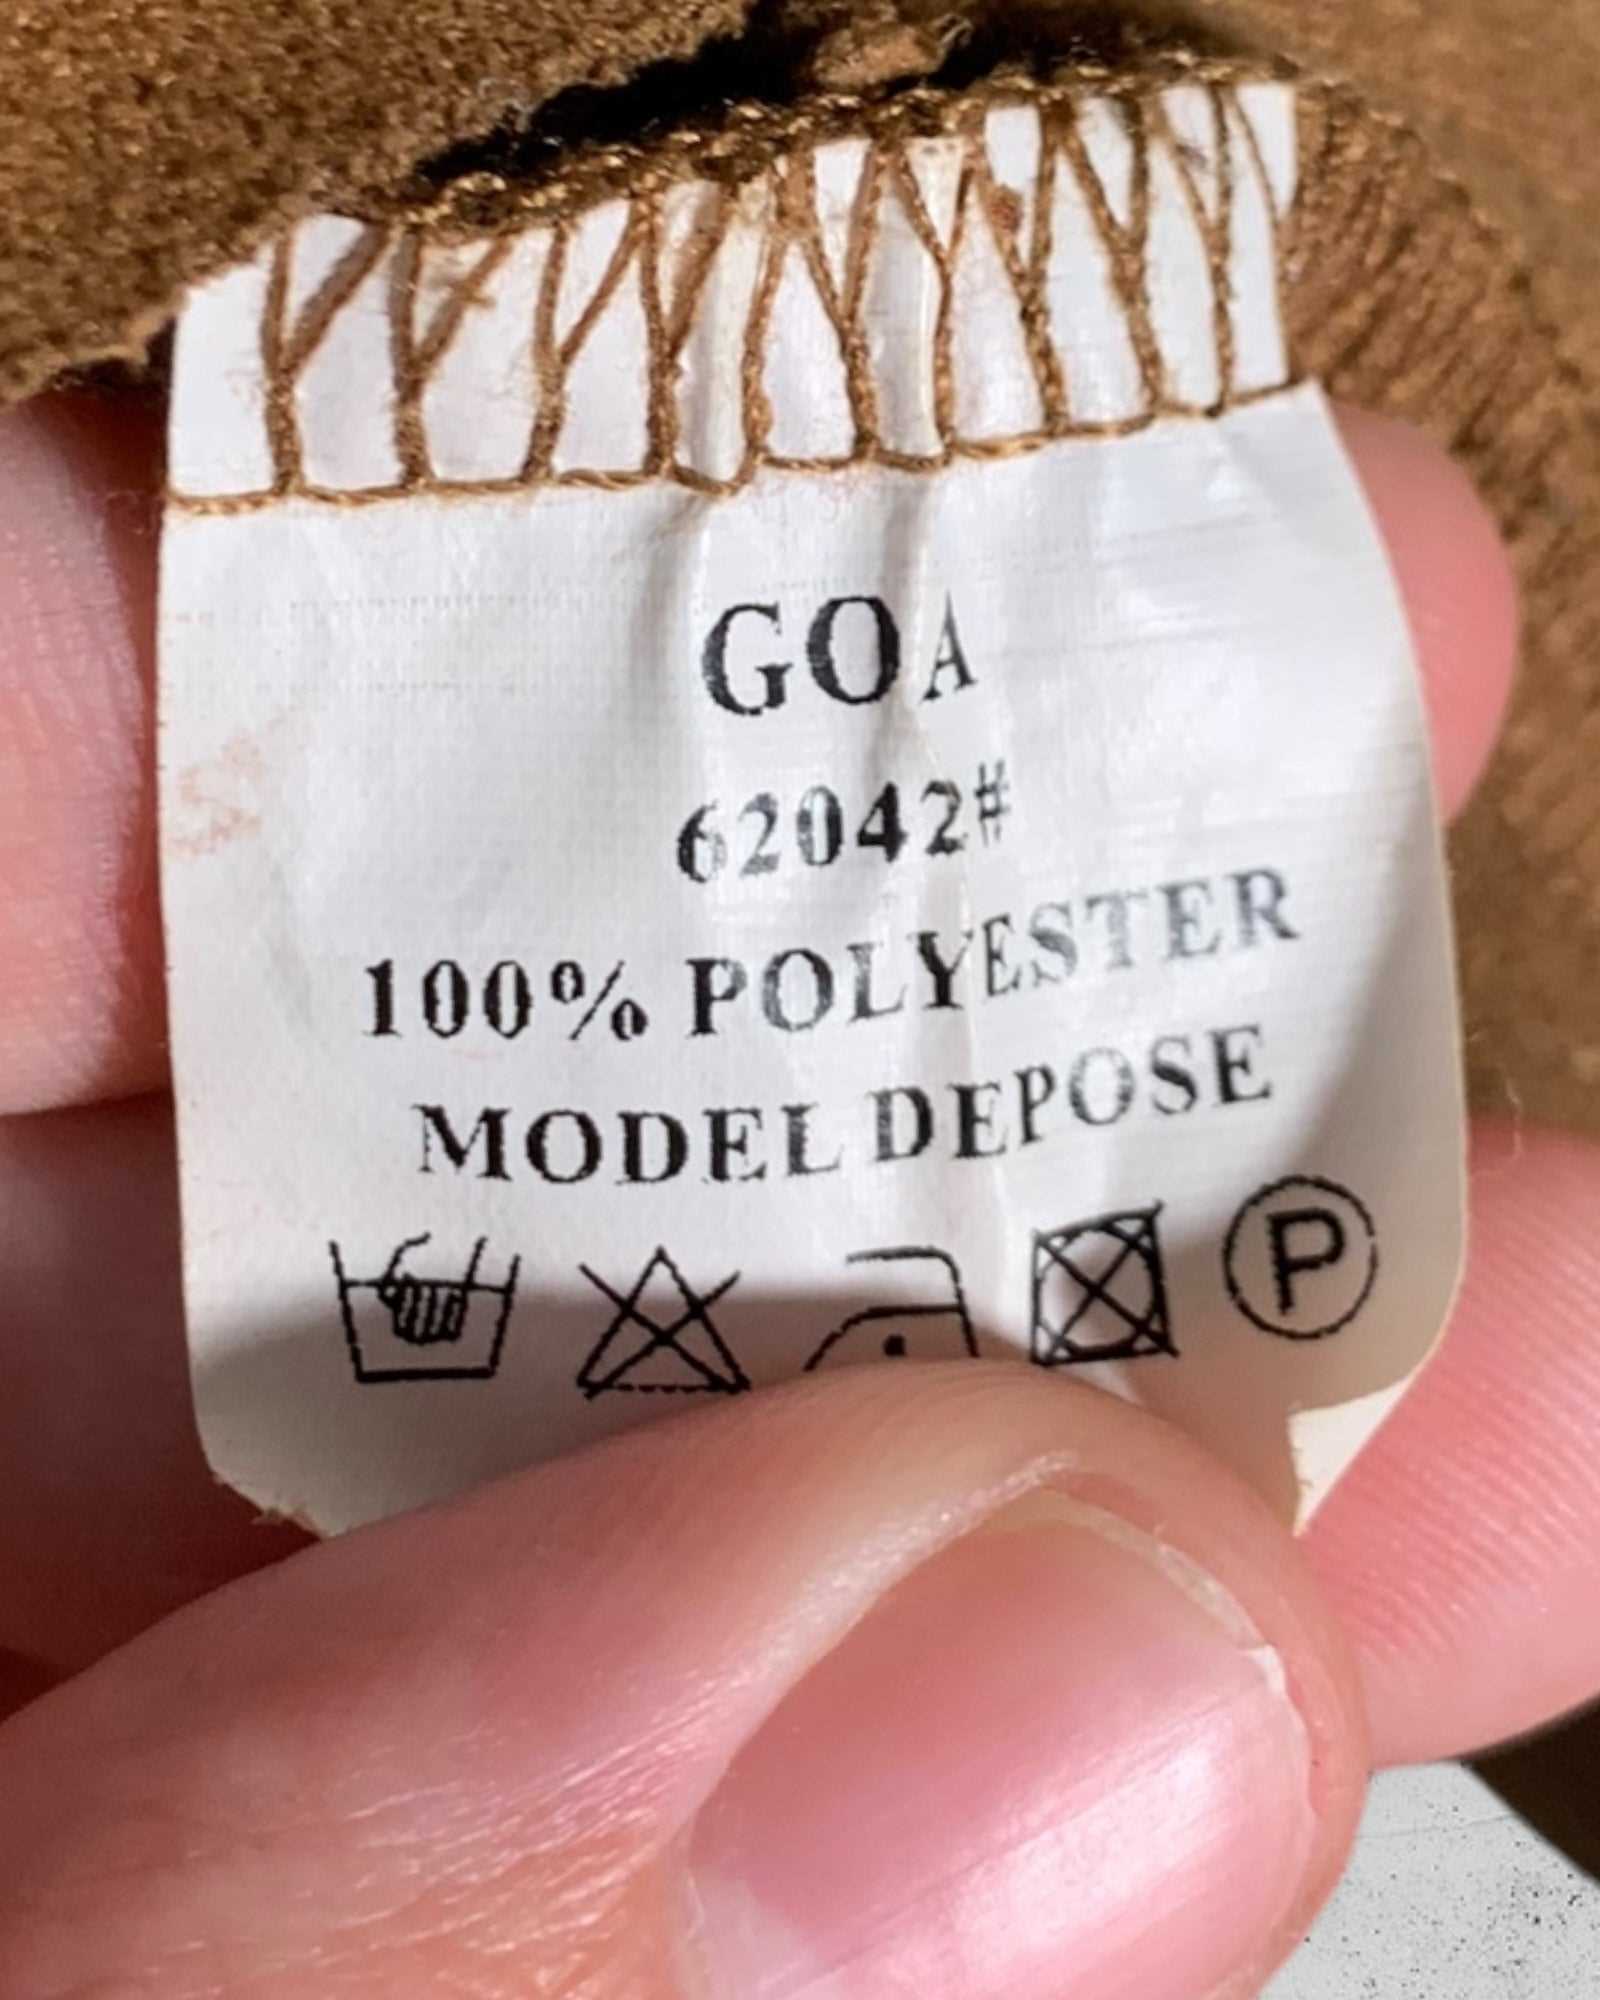 GOA
62042#
100% POLYESTER
MODEL DEPOSE
P